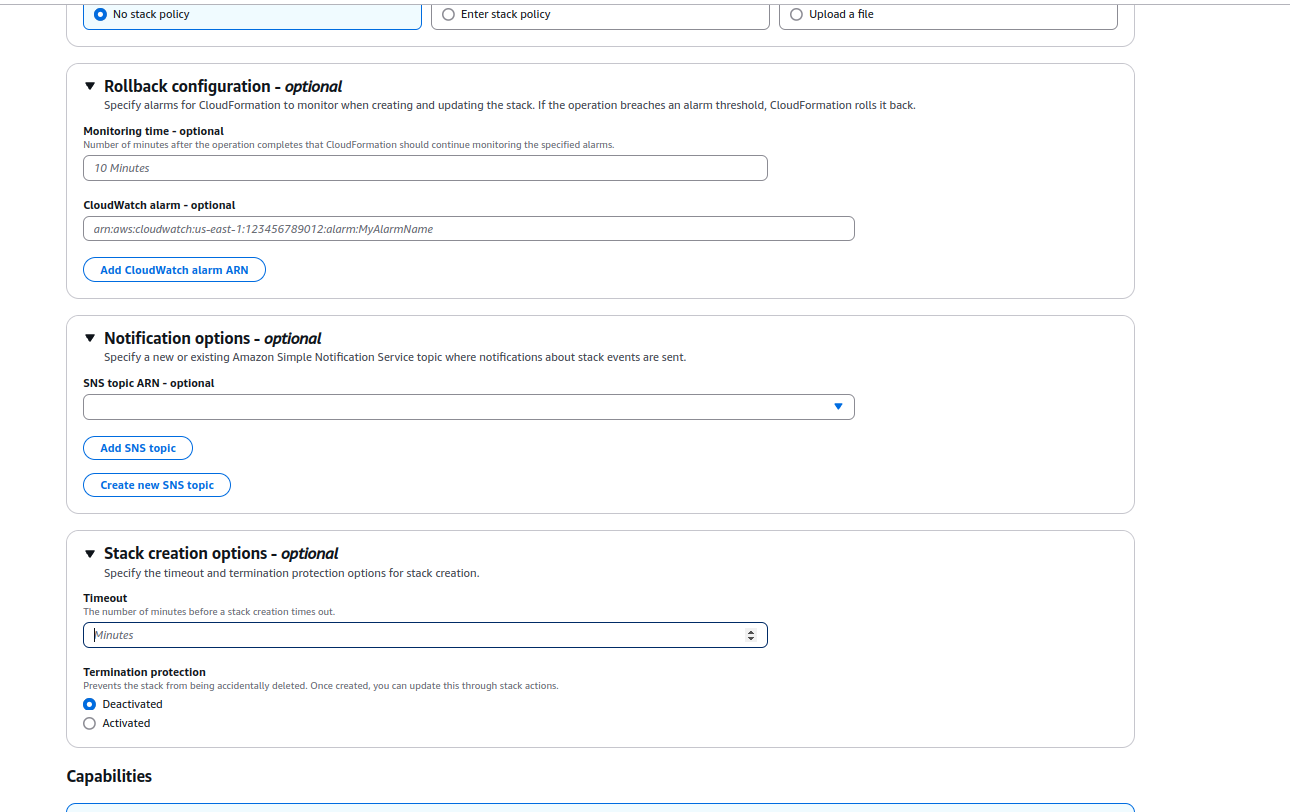 No stack policy
Enter stack policy
Upload a file
Rollback configuration - optional
Specify alarms for CloudFormation to monitor when creating and updating the stack. If the operation breaches an alarm threshold, CloudFormation rolls it back.
Monitoring time - optional
Number of minutes after the operation completes that CloudFormation should continue monitoring the specified alarms.
10 Minutes
CloudWatch alarm - optional
arn:aws:cloudwatch:us-east-1:123456789012:alarm:MyAlarmName
Add CloudWatch alarm ARN
Notification options - optional
Specify a new or existing Amazon Simple Notification Service topic where notifications about stack events are sent.
SNS topic ARN - optional
Add SNS topic
Create new SNS topic
Stack creation options - optional
Specify the timeout and termination protection options for stack creation.
Timeout
The number of minutes before a stack creation times out.
Minutes
Termination protection
Prevents the stack from being accidentally deleted. Once created, you can update this through stack actions.
Deactivated
Activated
Capabilities